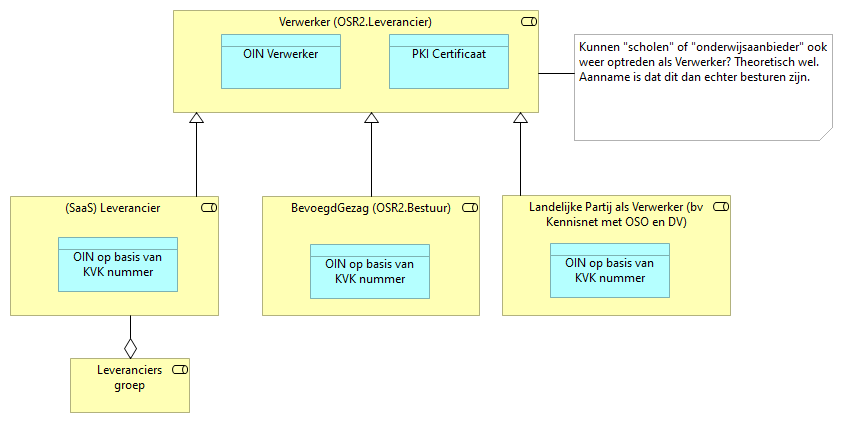 Verwerker (OSR2.Leverancier)
OIN Verwerker
PKI Certificaat
Kunnen "scholen" of "onderwijsaanbieder" ook
weer optreden als Verwerker? Theoretisch wel.
Aanname is dat dit dan echter besturen zijn.
(SaaS) Leverancier
OIN op basis van
KVK nummer
BevoegdGezag (OSR2.Bestuur)
OIN op basis van
KVK nummer
Landelijke Partij als Verwerker (bv
Kennisnet met OSO en DV)
OIN op basis van
KVK nummer
Leveranciers
groep